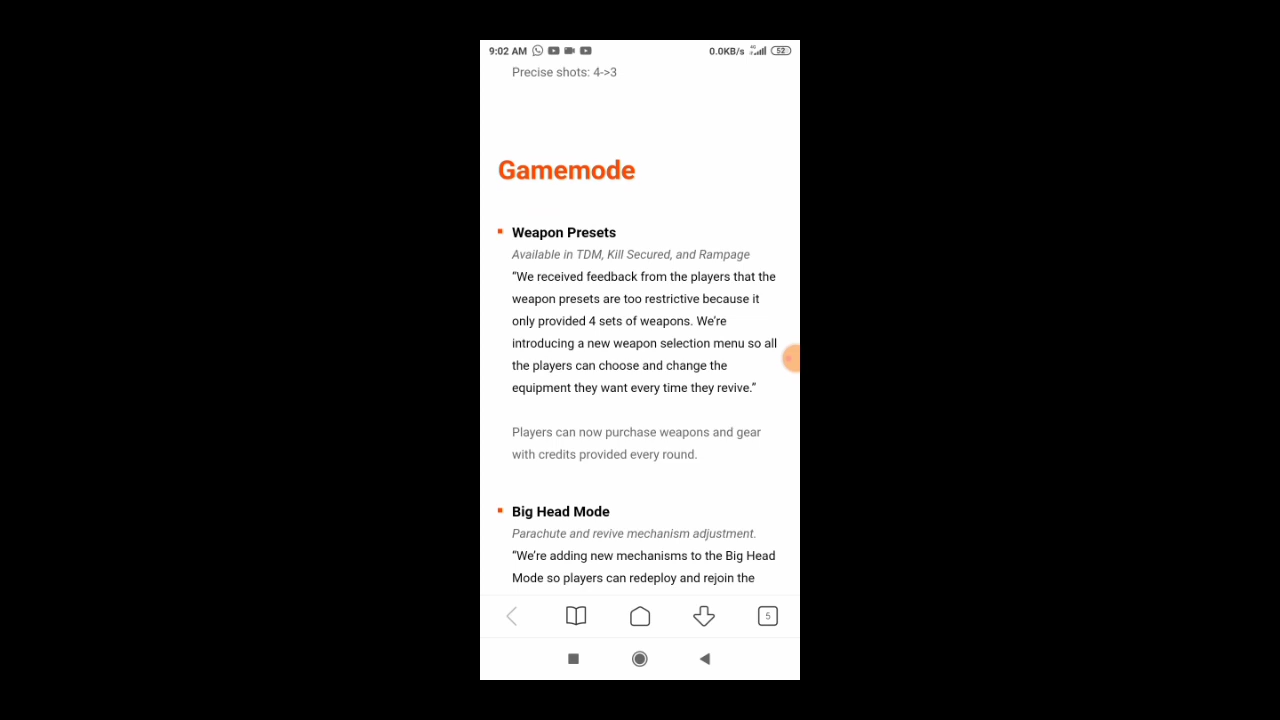 9:02 AM 0.0KB/s 4G 52
Precise shots: 4->3
Gamemode
Weapon Presets
Available in TDM, Kill Secured, and Rampage
“We received feedback from the players that the
weapon presets are too restrictive because it
only provided 4 sets of weapons. We’re
introducing a new weapon selection menu so all
the players can choose and change the
equipment they want every time they revive.”
Players can now purchase weapons and gear
with credits provided every round.
Big Head Mode
Parachute and revive mechanism adjustment.
“We’re adding new mechanisms to the Big Head
Mode so players can redeploy and rejoin the
5